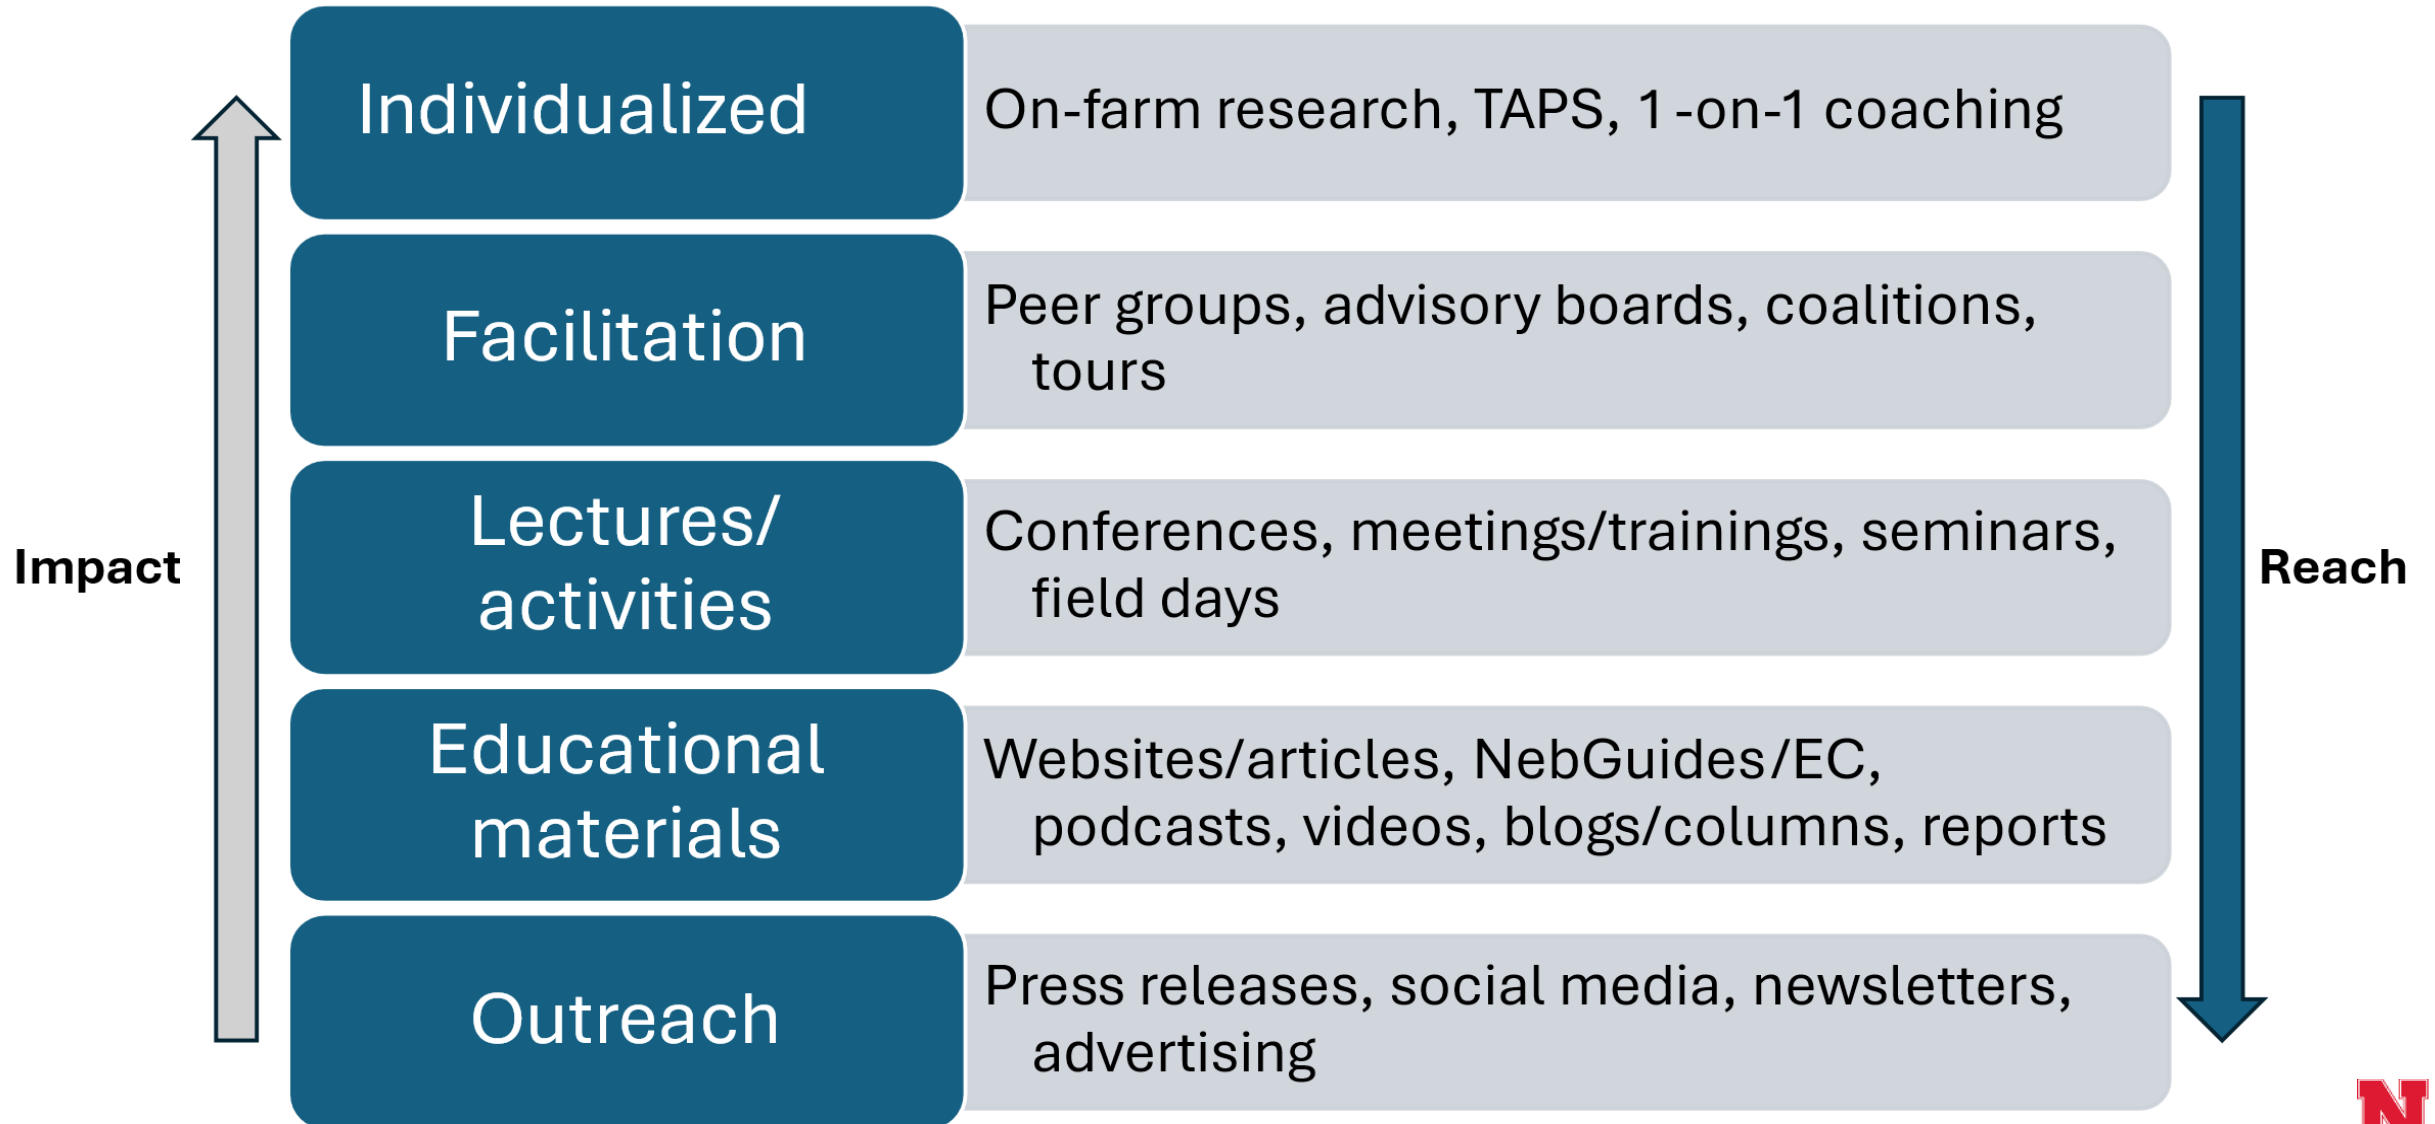 Individualized
On-farm research, TAPS, 1-on-1 coaching
Facilitation
Peer groups, advisory boards, coalitions,
tours
Lectures/
activities
Conferences, meetings/trainings, seminars,
field days
Impact
Reach
Educational
materials
Websites/articles, NebGuides/EC,
podcasts, videos, blogs/columns, reports
Outreach
Press releases, social media, newsletters,
advertising
N